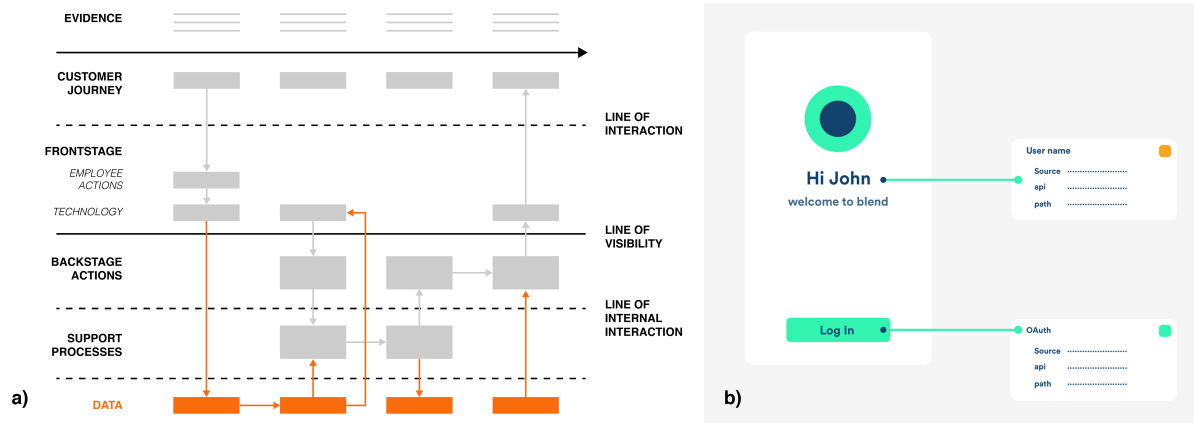 EVIDENCE
CUSTOMER
JOURNEY
LINE OF
INTERACTION
FRONTSTAGE
EMPLOYEE
ACTIONS
TECHNOLOGY
LINE OF
VISIBILITY
BACKSTAGE
ACTIONS
LINE OF
INTERNAL
INTERACTION
SUPPORT
PROCESSES
DATA
a)
Hi John
welcome to blend
Log In
User name
Source
api
path
OAuth
Source
api
path
b)